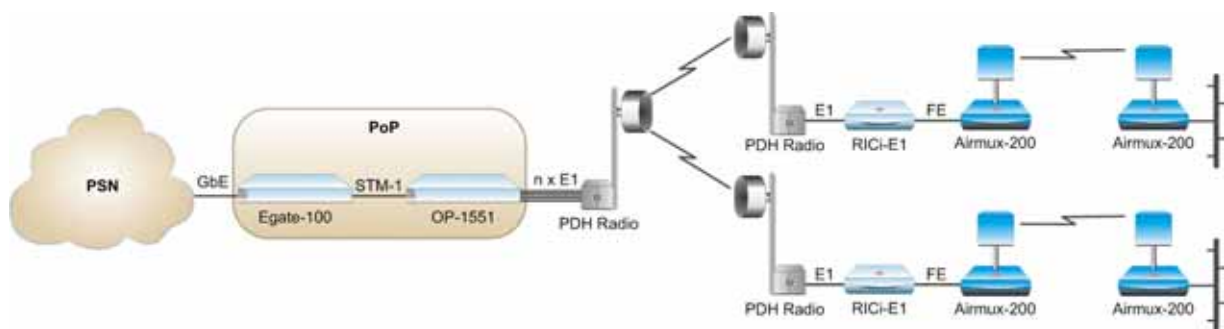 PoP
PSN
GbE
Egate-100
STM-1
OP-1551
n x E1
PDH Radio
PDH Radio
E1
RICi-E1
FE
Airmux-200
Airmux-200
PDH Radio
E1
RICi-E1
FE
Airmux-200
Airmux-200